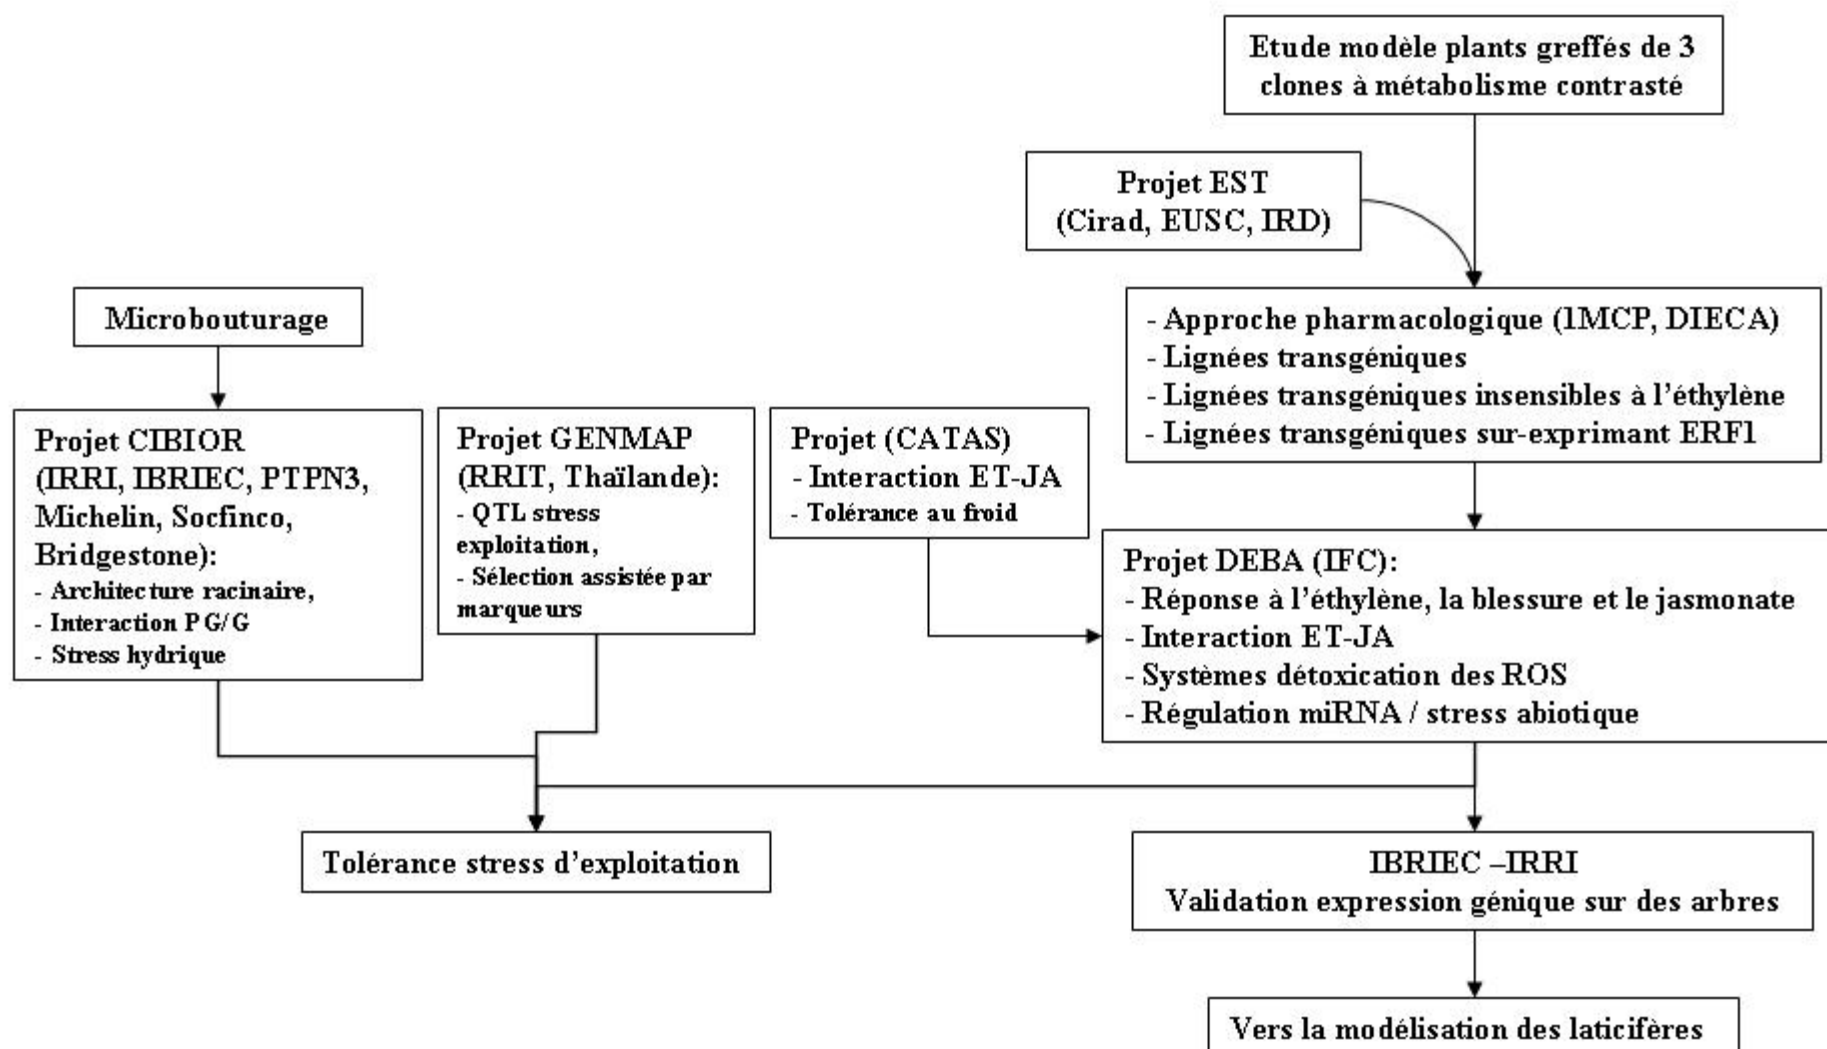 Etude modèle plants greffés de 3
clones à métabolisme contrasté
Projet EST
(Cirad, EUSC, IRD)
Microbouturage
- Approche pharmacologique (1MCP, DIECA)
- Lignées transgéniques
- Lignées transgéniques insensibles à l'éthylène
- Lignées transgéniques sur-exprimant ERF1
Projet CIBIOR
(IRRI, IBRIEC, PTPN3,
Michelin, Socfinco,
Bridgestone):
- Architecture racinaire,
- Interaction PG/G
- Stress hydrique
Projet GENMAP
(RRIT, Thaïlande):
- QTL stress
exploitation,
- Sélection assistée par
marqueurs
Projet (CATAS)
- Interaction ET-JA
- Tolérance au froid
Projet DEBA (IFC):
- Réponse à l'éthylène, la blessure et le jasmonate
- Interaction ET-JA
- Systèmes détoxication des ROS
- Régulation miRNA / stress abiotique
Tolérance stress d'exploitation
IBRIEC –IRRI
Validation expression génique sur des arbres
Vers la modélisation des laticifères